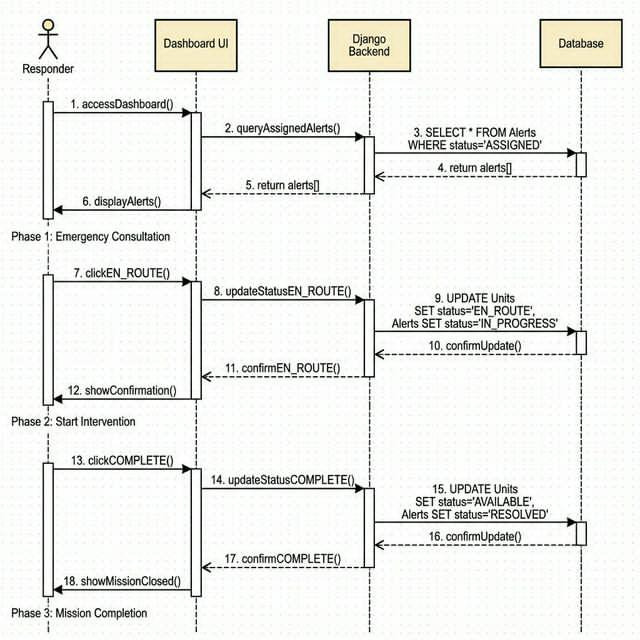 Responder
Dashboard UI
Django
Backend
Database
1. accessDashboard()
2. queryAssignedAlerts()
3. SELECT * FROM Alerts
WHERE status='ASSIGNED'
4. return alerts[]
5. return alerts[]
6. displayAlerts()
Phase 1: Emergency Consultation
7. clickEN_ROUTE()
8. updateStatusEN_ROUTE()
9. UPDATE Units
SET status='EN_ROUTE',
Alerts SET status='IN_PROGRESS'
10. confirmUpdate()
11. confirmEN_ROUTE()
12. showConfirmation()
Phase 2: Start Intervention
13. clickCOMPLETE()
14. updateStatusCOMPLETE()
15. UPDATE Units
SET status='AVAILABLE',
Alerts SET status='RESOLVED'
16. confirmUpdate()
17. confirmCOMPLETE()
18. showMissionClosed()
Phase 3: Mission Completion